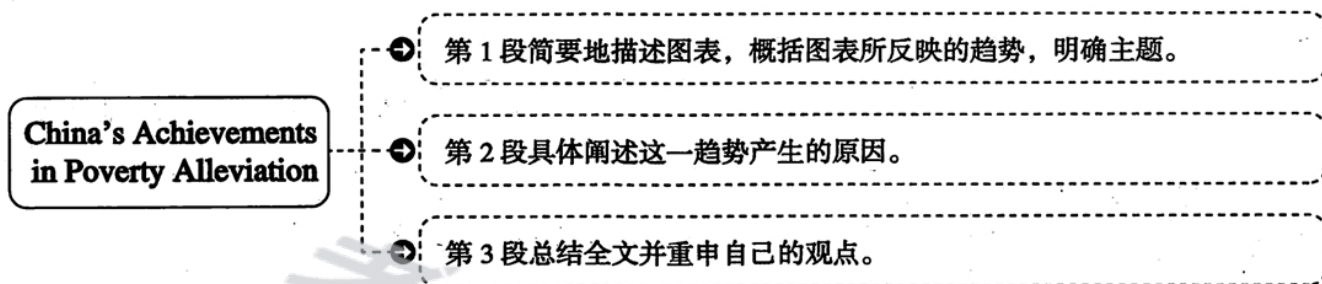 第 1 段简要地描述图表，概括图表所反映的趋势，明确主题。
China's Achievements
in Poverty Alleviation
第 2 段具体阐述这一趋势产生的原因。
第 3 段总结全文并重申自己的观点。